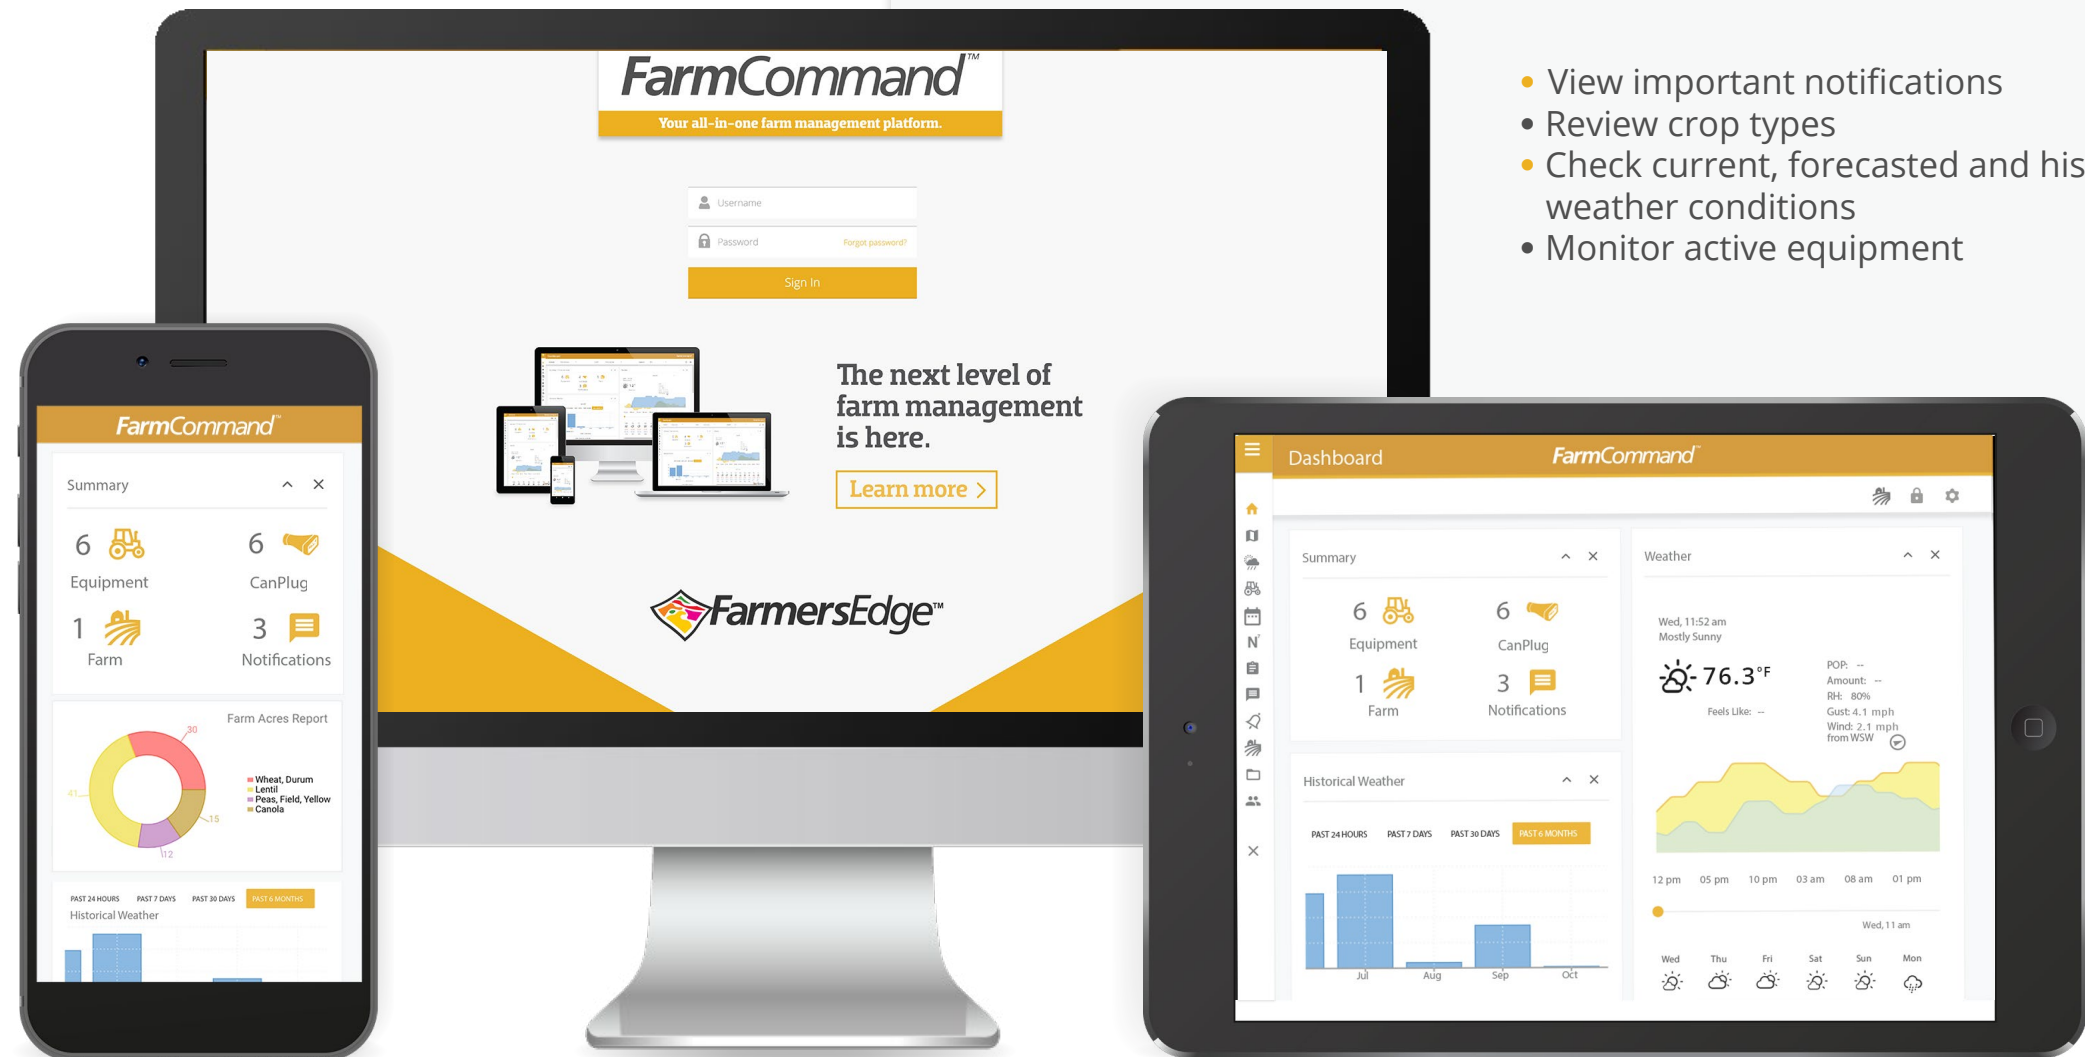 FarmCommand™
Your all-in-one farm management platform.
Username
Password
Forgot password?
Sign In
The next level of
farm management
is here.
Learn more >
FarmersEdge™
• View important notifications
• Review crop types
• Check current, forecasted and his
weather conditions
• Monitor active equipment
FarmCommand™
Summary
6
6
Equipment
CanPlug
1
3
Farm
Notifications
Farm Acres Report
30
41
15
12
Wheat, Durum
Lentil
Peas, Field, Yellow
Canola
PAST 24 HOURS PAST 7 DAYS PAST 30 DAYS PAST 6 MONTHS
Historical Weather
Dashboard
FarmCommand™
N
Summary
6
6
Equipment
CanPlug
1
3
Farm
Notifications
Historical Weather
PAST 24 HOURS PAST 7 DAYS PAST 30 DAYS PAST 6 MONTHS
Jul Aug Sep Oct
Weather
Wed, 11:52 am
Mostly Sunny
76.3°F
Feels Like: --
POP: --
Amount: --
RH: 80%
Gust: 4.1 mph
Wind: 2.1 mph
from WSW
12 pm 05 pm 10 pm 03 am 08 am 01 pm
Wed, 11 am
Wed Thu Fri Sat Sun Mon